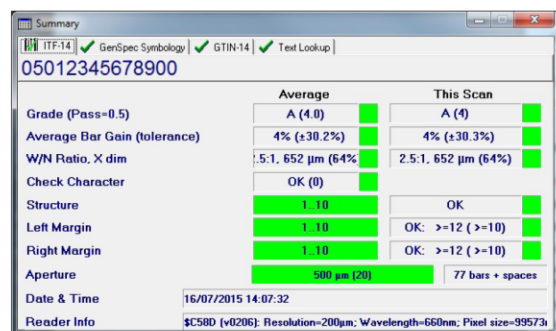 Summary
ITF-14 GenSpec Symbology GTIN-14 Text Lookup
05012345678900
Average This Scan
Grade (Pass=0.5) A (4.0) A (4)
Average Bar Gain (tolerance) 4% (±30.2%) 4% (±30.3%)
W/N Ratio, X dim 2.5:1, 652 µm (64% 2.5:1, 652 µm (64%)
Check Character OK (0)
Structure 1..10 OK
Left Margin 1..10 OK: >=12 ( >=10)
Right Margin 1..10 OK: >=12 ( >=10)
Aperture 500 µm (20) 77 bars + spaces
Date & Time 16/07/2015 14:07:32
Reader Info $C58D (v0206): Resolution=200µm; Wavelength=660nm; Pixel size=99573